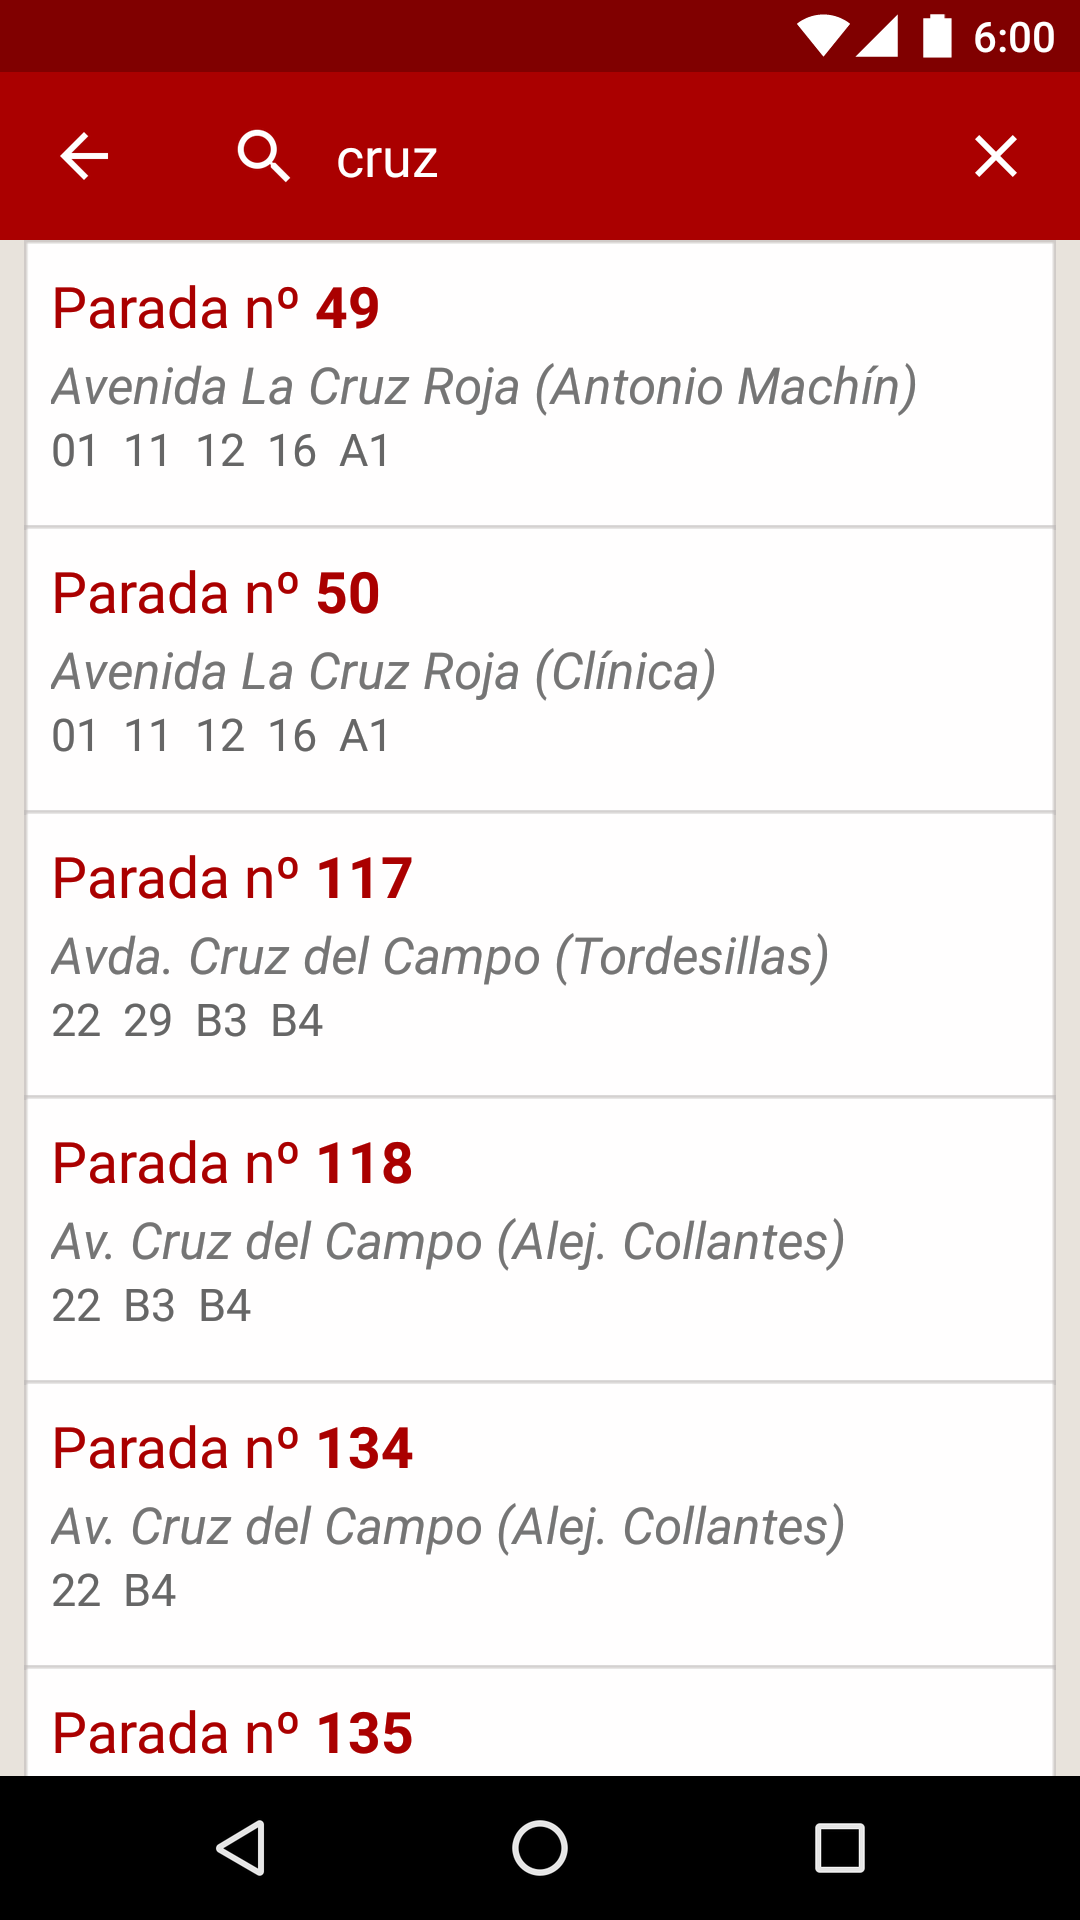 6:00
cruz
Parada nº 49
Avenida La Cruz Roja (Antonio Machín)
01 11 12 16 A1
Parada nº 50
Avenida La Cruz Roja (Clínica)
01 11 12 16 A1
Parada nº 117
Avda. Cruz del Campo (Tordesillas)
22 29 B3 B4
Parada nº 118
Av. Cruz del Campo (Alej. Collantes)
22 B3 B4
Parada nº 134
Av. Cruz del Campo (Alej. Collantes)
22 B4
Parada nº 135